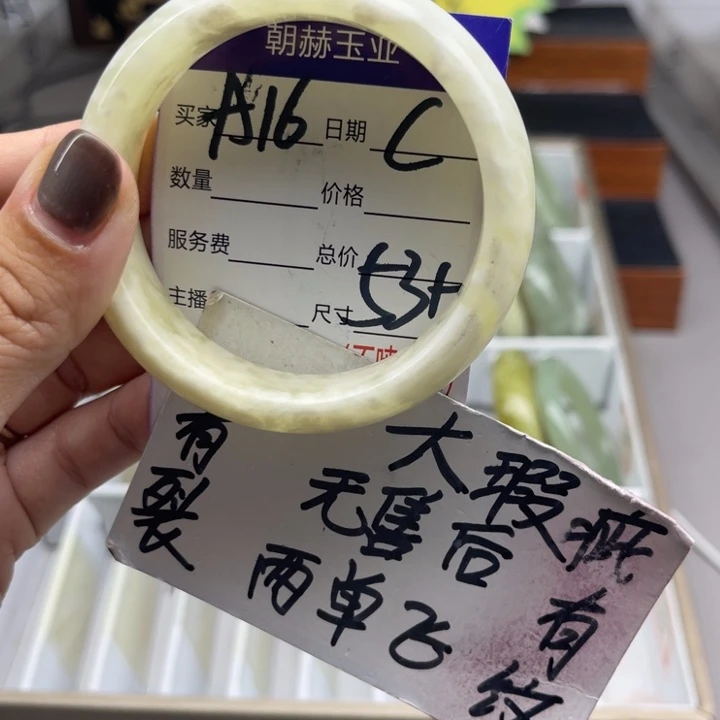 朝赫玉业
买家 A16 日期 C
数量 价格
服务费 总价
主播 尺寸 53+
有裂
大瑕疵
无售后
有纹
两单飞